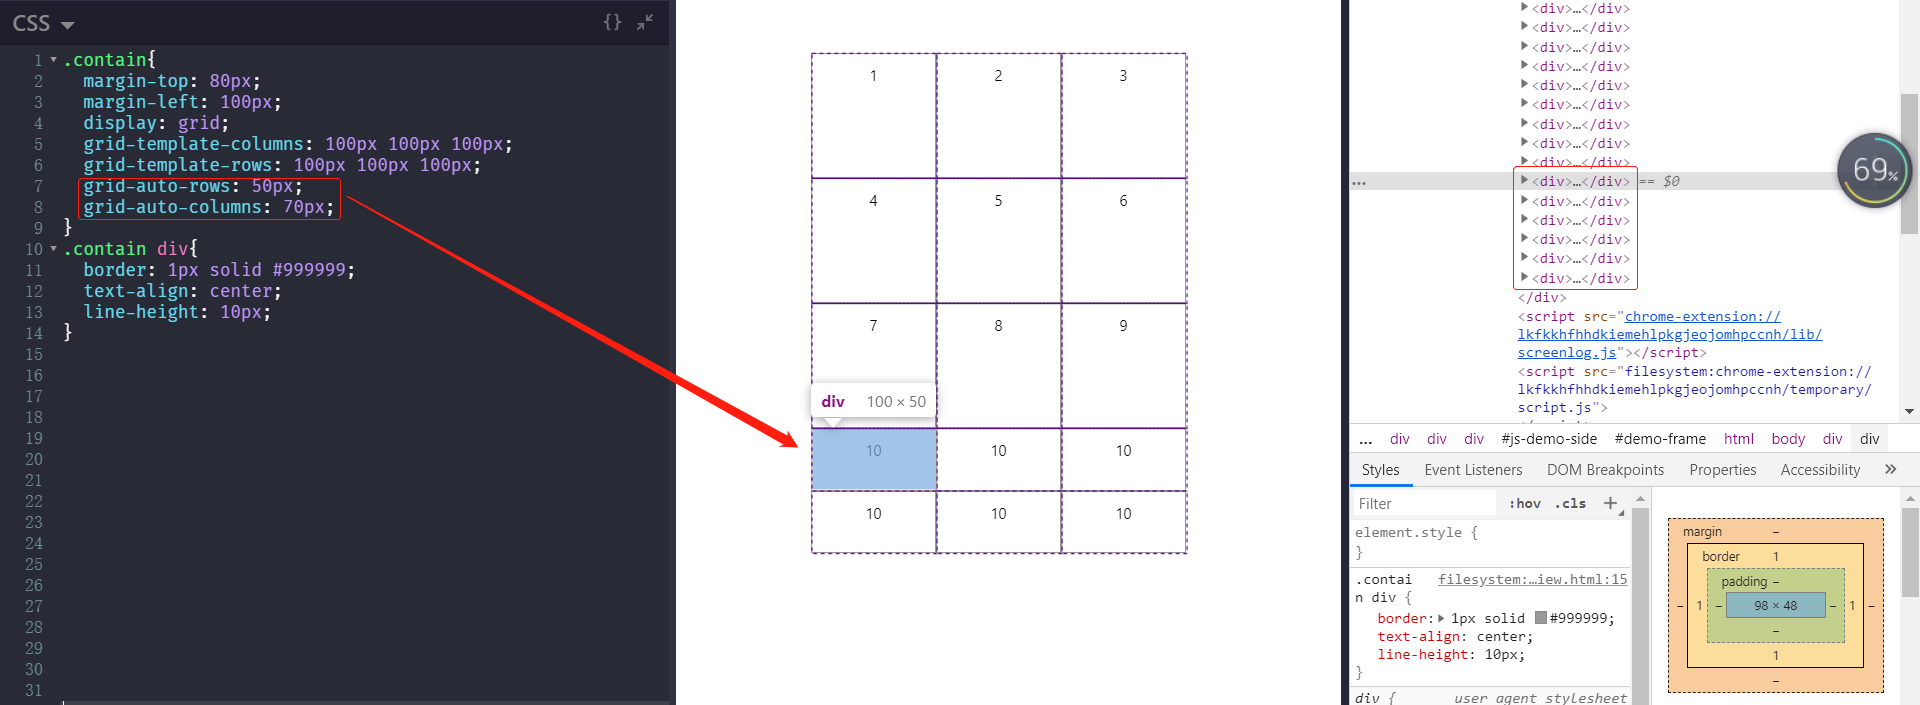 CSS
{}
1 .contain{
2 margin-top: 80px;
3 margin-left: 100px;
4 display: grid;
5 grid-template-columns: 100px 100px 100px;
6 grid-template-rows: 100px 100px 100px;
7 grid-auto-rows: 50px;
8 grid-auto-columns: 70px;
9 }
10 .contain div{
11 border: 1px solid #999999;
12 text-align: center;
13 line-height: 10px;
14 }
15
16
17
18
19
20
21
22
23
24
25
26
27
28
29
30
31
1 2 3
4 5 6
7 8 9
div 100 × 50
10 10 10
10 10 10
<div>…</div>
<div>…</div>
<div>…</div>
<div>…</div>
<div>…</div>
<div>…</div>
<div>…</div>
<div>…</div>
<div>…</div>
… <div>…</div> == $0
<div>…</div>
<div>…</div>
<div>…</div>
<div>…</div>
<div>…</div>
</div>
<script src="chrome-extension://
lkfkkhfhhdkiemehlpkgjeojomhpccnh/lib/
screenlog.js"></script>
<script src="filesystem:chrome-extension://
lkfkkhfhhdkiemehlpkgjeojomhpccnh/temporary/
script.js">
69%
... div div div #js-demo-side #demo-frame html body div div
Styles Event Listeners DOM Breakpoints Properties Accessibility »
Filter :hov .cls +
element.style {
}
.contai filesystem:…iew.html:15
n div {
border: 1px solid #999999;
text-align: center;
line-height: 10px;
}
div { user agent stylesheet
margin –
border 1
padding –
– 1 – 98 × 48 – 1 –
–
1
–